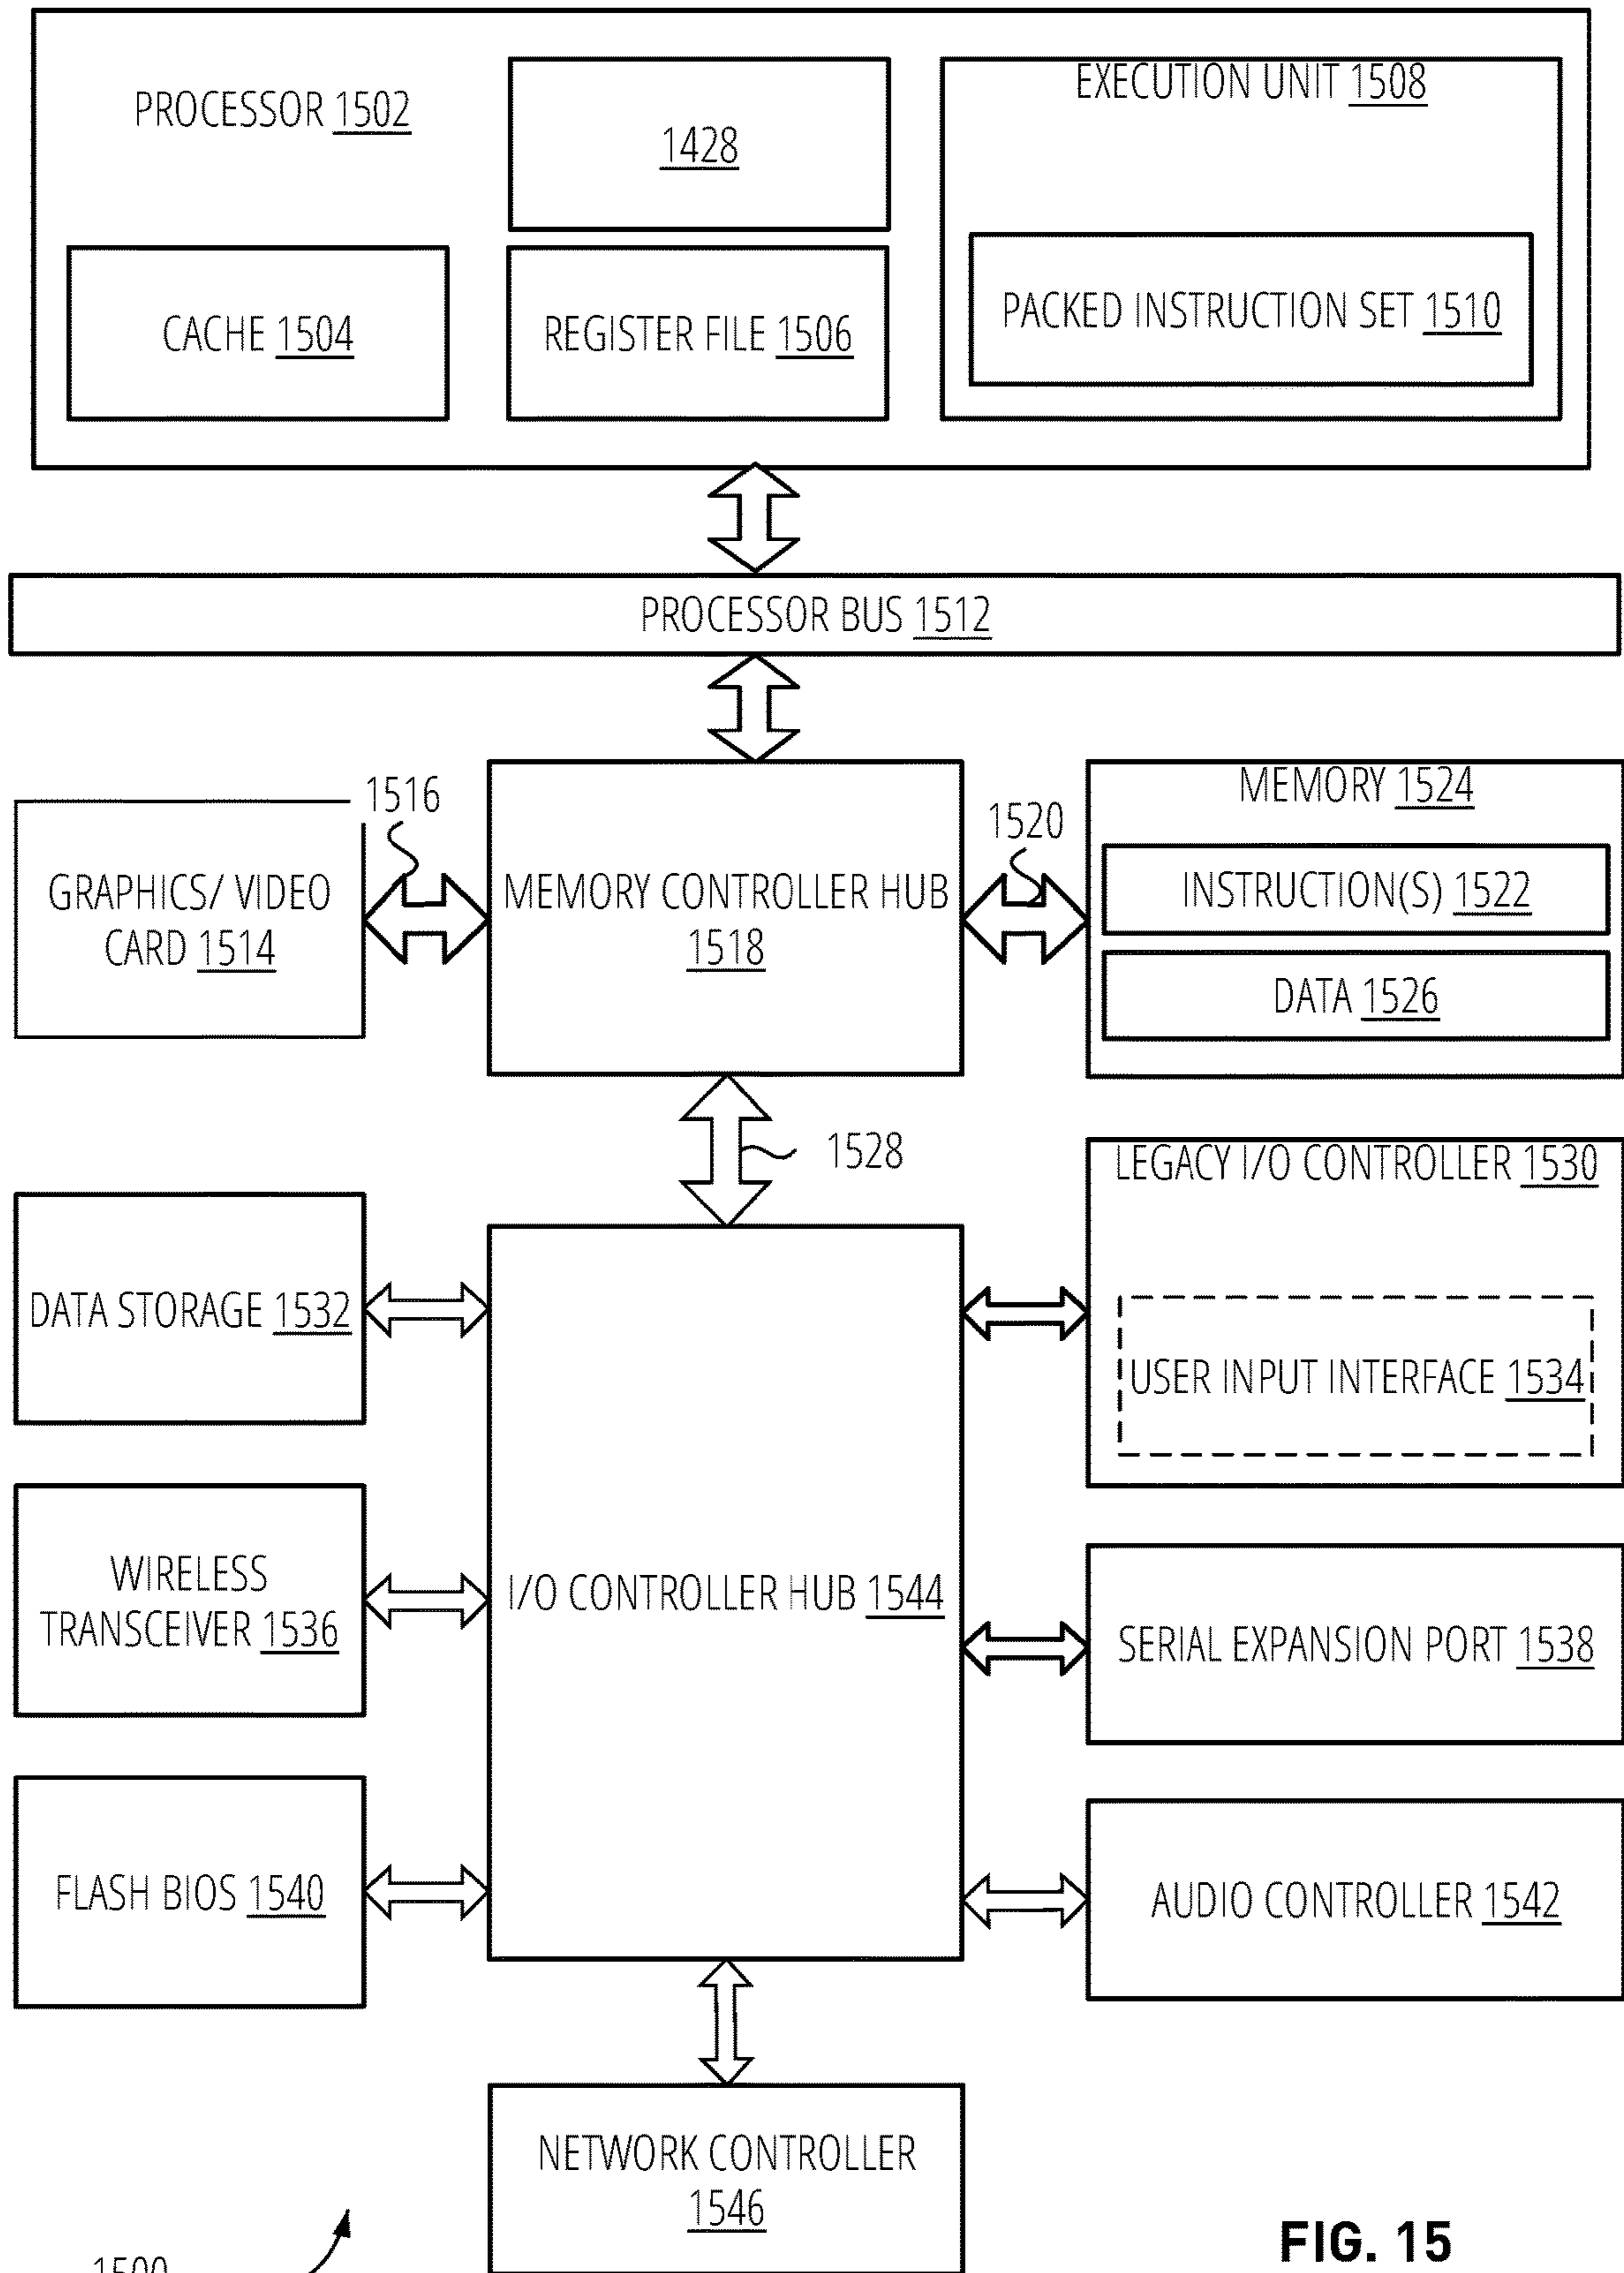 PROCESSOR 1502
1428
EXECUTION UNIT 1508
PACKED INSTRUCTION SET 1510
CACHE 1504
REGISTER FILE 1506
PROCESSOR BUS 1512
GRAPHICS/ VIDEO
CARD 1514
1516
MEMORY CONTROLLER HUB
1518
1520
MEMORY 1524
INSTRUCTION(S) 1522
DATA 1526
1528
LEGACY I/O CONTROLLER 1530
USER INPUT INTERFACE 1534
DATA STORAGE 1532
WIRELESS
TRANSCEIVER 1536
I/O CONTROLLER HUB 1544
SERIAL EXPANSION PORT 1538
FLASH BIOS 1540
AUDIO CONTROLLER 1542
NETWORK CONTROLLER
1546
1500
FIG. 15